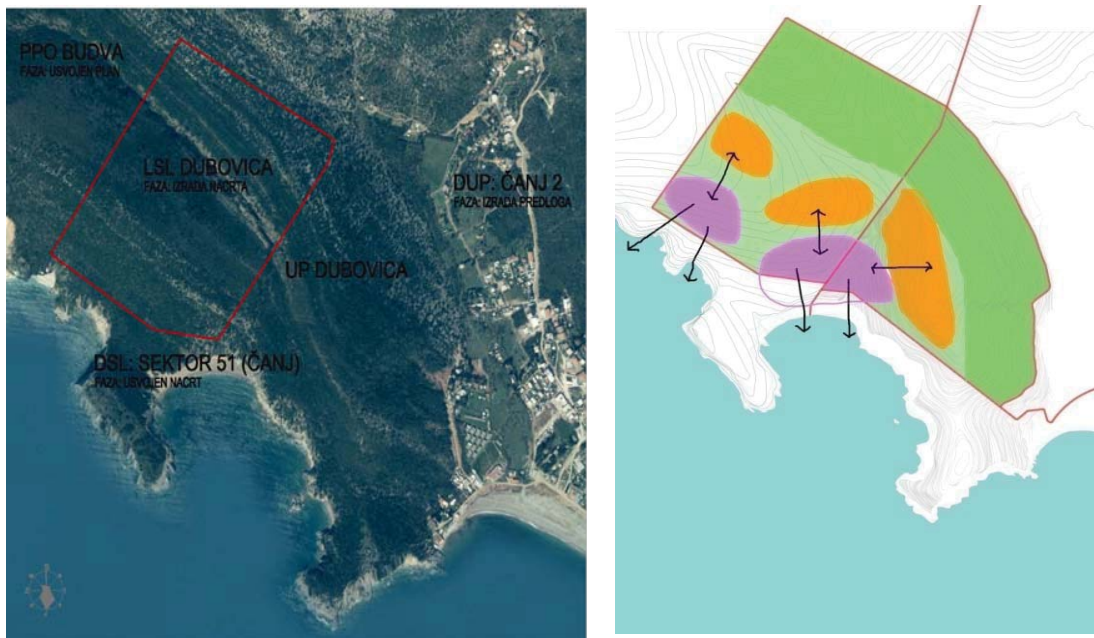 PPO BUDVA
FAZA: USVOJEN PLAN
LSL DUBOVICA
FAZA: IZRADA NACRTA
DUP: ČANJ 2
FAZA: IZRADA PREDLOGA
UP DUBOVICA
DSL: SEKTOR 51 (ČANJ)
FAZA: USVOJEN NACRT